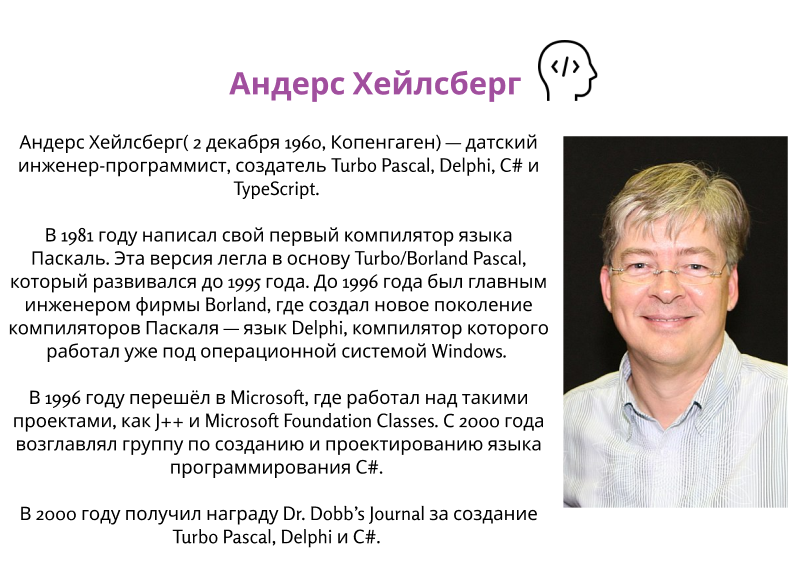 Андерс Хейлсберг
Андерс Хейлсберг( 2 декабря 1960, Копенгаген) — датский
инженер-программист, создатель Turbo Pascal, Delphi, C# и
TypeScript.
В 1981 году написал свой первый компилятор языка
Паскаль. Эта версия легла в основу Turbo/Borland Pascal,
который развивался до 1995 года. До 1996 года был главным
инженером фирмы Borland, где создал новое поколение
компиляторов Паскаля — язык Delphi, компилятор которого
работал уже под операционной системой Windows.
В 1996 году перешёл в Microsoft, где работал над такими
проектами, как J++ и Microsoft Foundation Classes. С 2000 года
возглавлял группу по созданию и проектированию языка
программирования C#.
В 2000 году получил награду Dr. Dobb’s Journal за создание
Turbo Pascal, Delphi и C#.